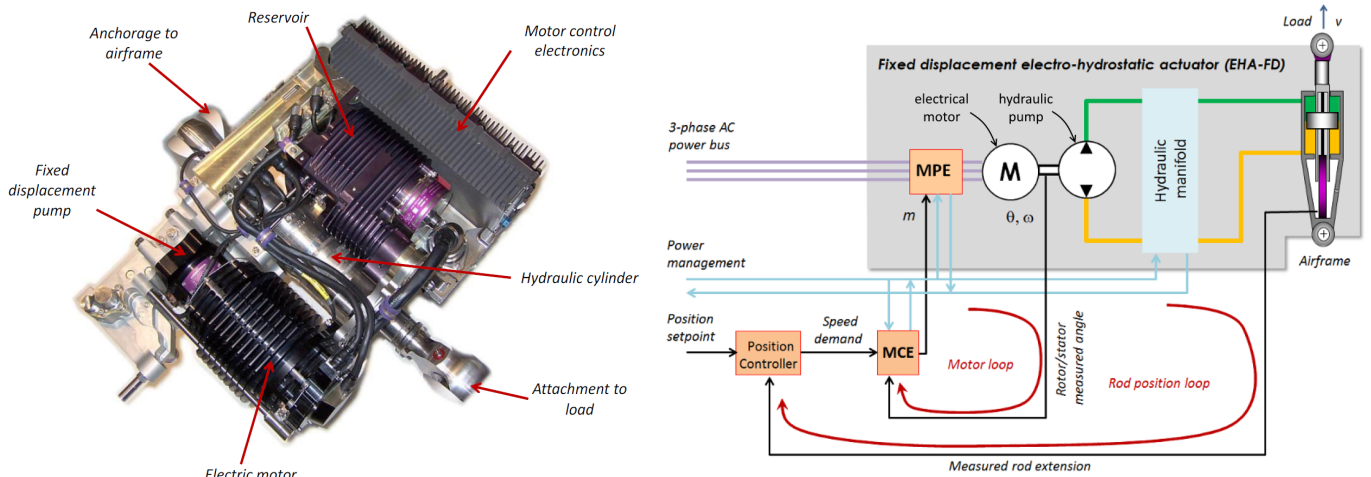 Reservoir
Anchorage to
airframe
Motor control
electronics
Fixed
displacement
pump
Hydraulic cylinder
Attachment to
load
Electric motor
Load
v
Fixed displacement electro-hydrostatic actuator (EHA-FD)
electrical
motor
hydraulic
pump
3-phase AC
power bus
MPE
M
Hydraulic
manifold
m
θ, ω
Power
management
Airframe
Position
setpoint
Speed
demand
Position
Controller
MCE
Motor loop
Rotor/stator
measured angle
Rod position loop
Measured rod extension